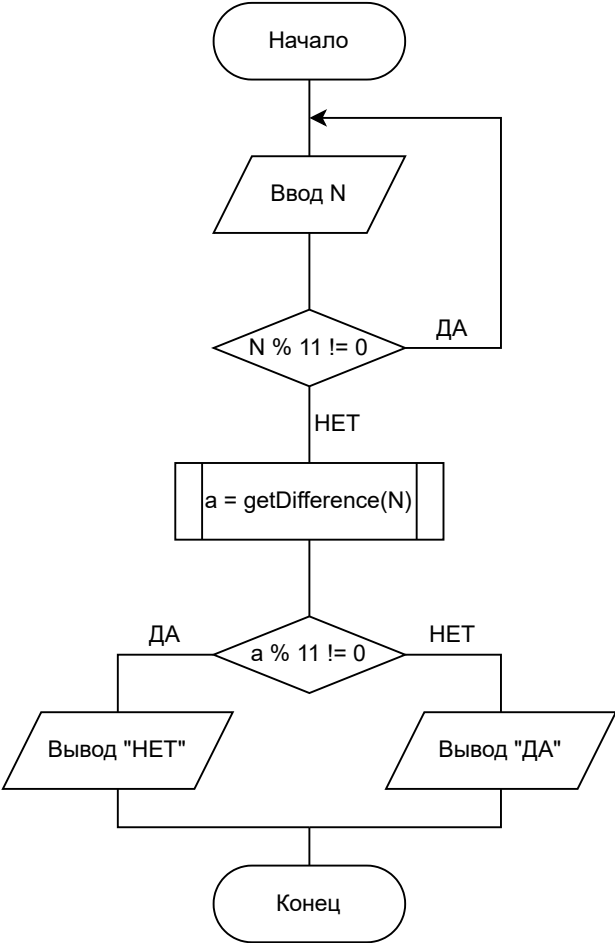 Начало
Ввод N
N % 11 != 0
ДА
НЕТ
a = getDifference(N)
ДА
a % 11 != 0
НЕТ
Вывод "НЕТ"
Вывод "ДА"
Конец